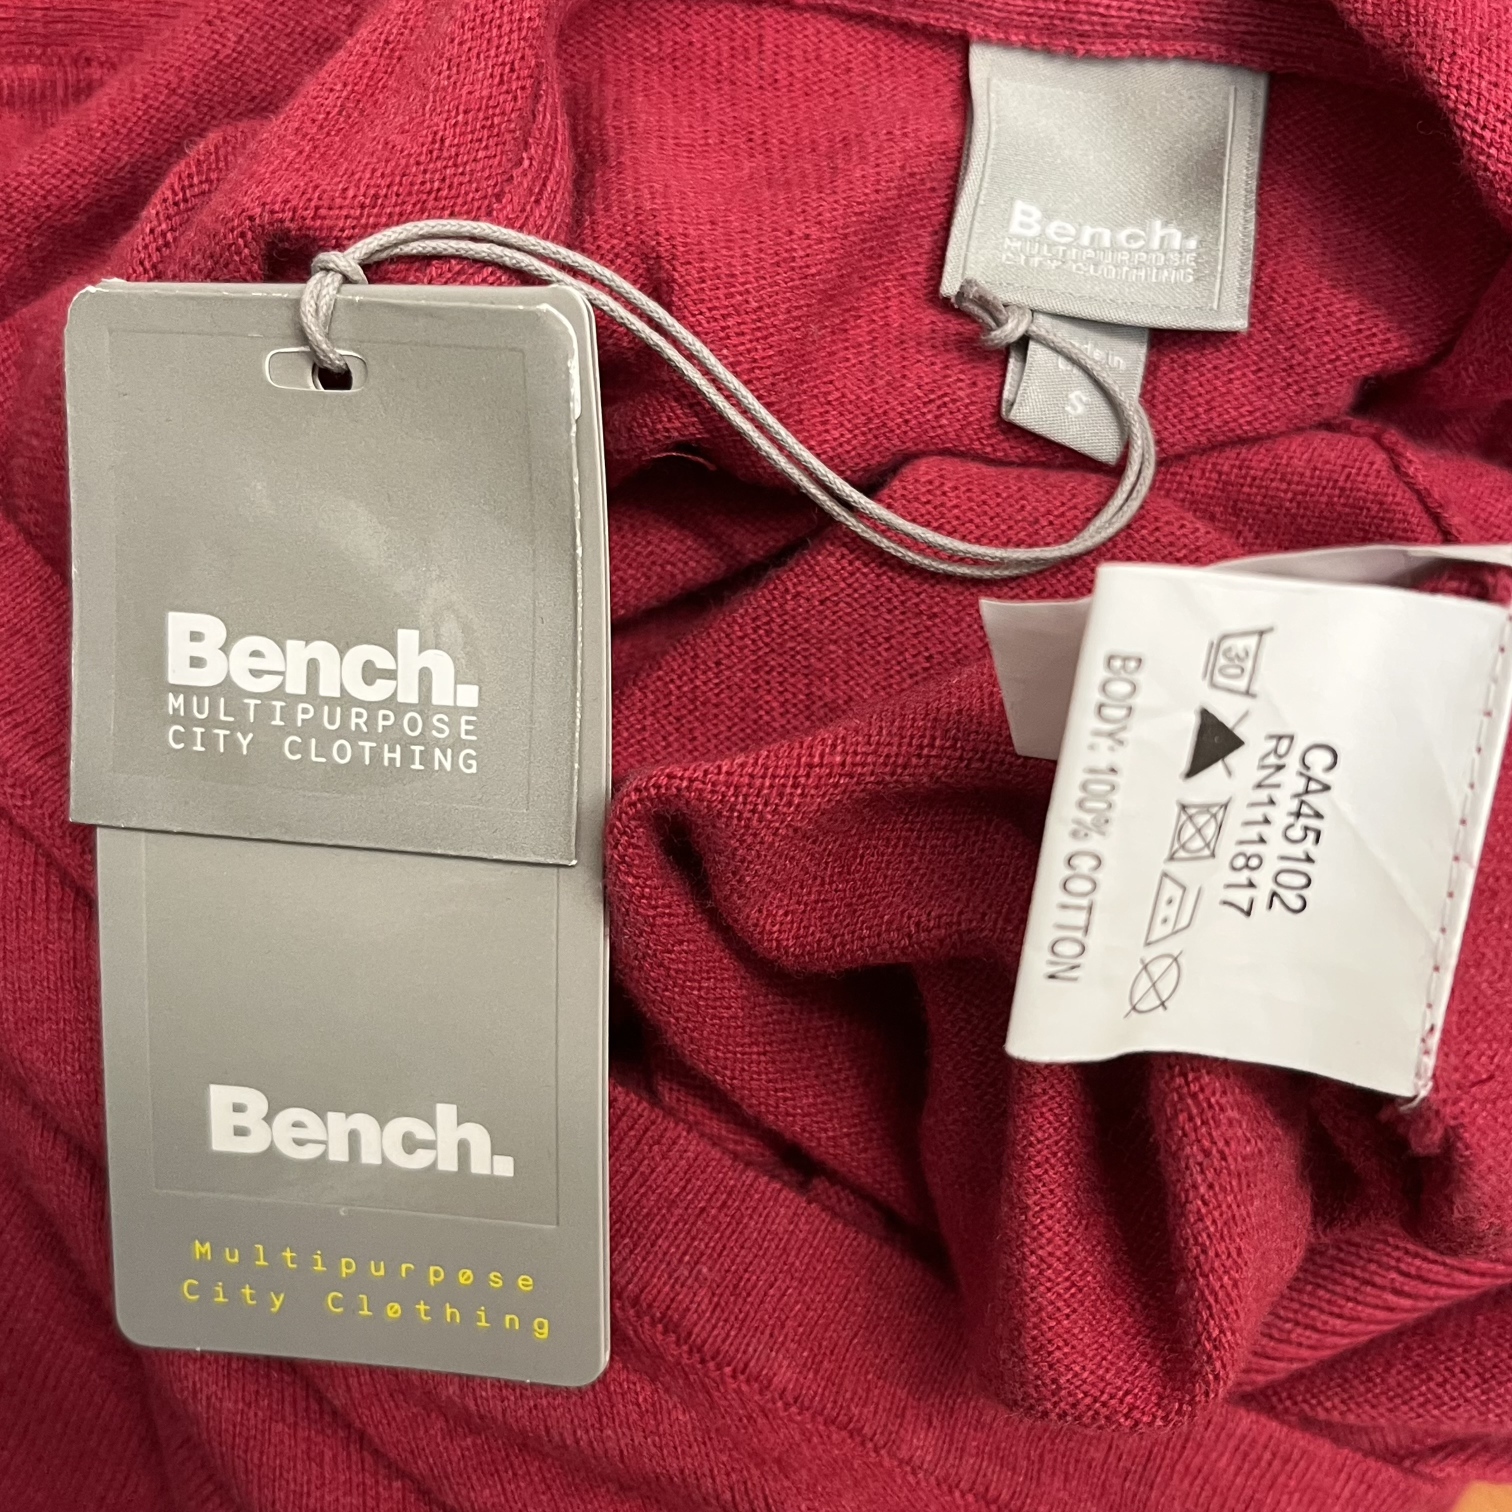 Bench.
MULTIPURPOSE
CITY CLOTHING
S
Bench.
MULTIPURPOSE
CITY CLOTHING
Bench.
Multipurpøse
City Cløthing
CA45102
RN111817
30
BODY: 100% COTTON